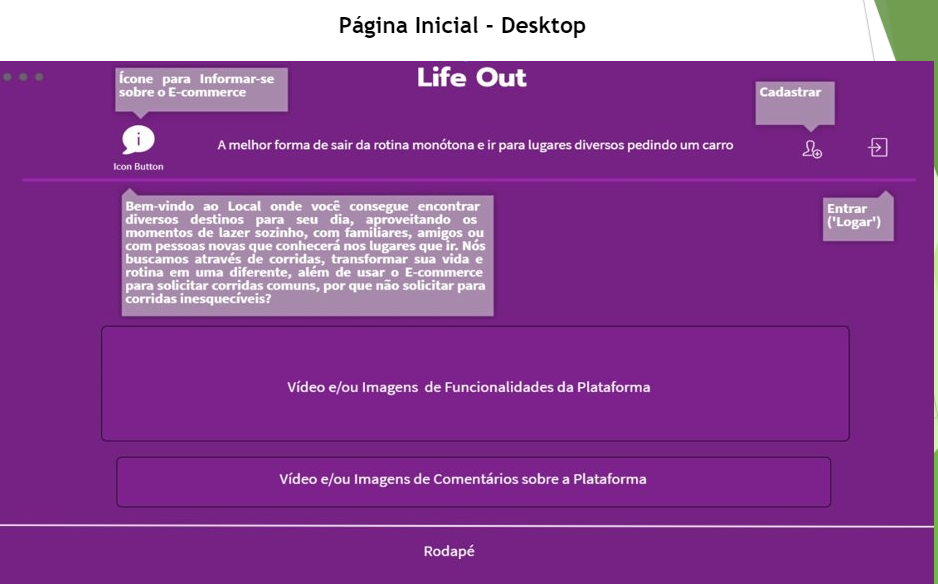 Página Inicial - Desktop
Life Out
Ícone para Informar-se
sobre o E-commerce
Cadastrar
i
Icon Button
A melhor forma de sair da rotina monótona e ir para lugares diversos pedindo um carro
Bem-vindo ao Local onde você consegue encontrar
diversos destinos para seu dia, aproveitando os
momentos de lazer sozinho, com familiares, amigos ou
com pessoas novas que conhecerá nos lugares que ir. Nós
buscamos através de corridas, transformar sua vida e
rotina em uma diferente, além de usar o E-commerce
para solicitar corridas comuns, por que não solicitar para
corridas inesquecíveis?
Entrar
('Logar')
Vídeo e/ou Imagens de Funcionalidades da Plataforma
Vídeo e/ou Imagens de Comentários sobre a Plataforma
Rodapé